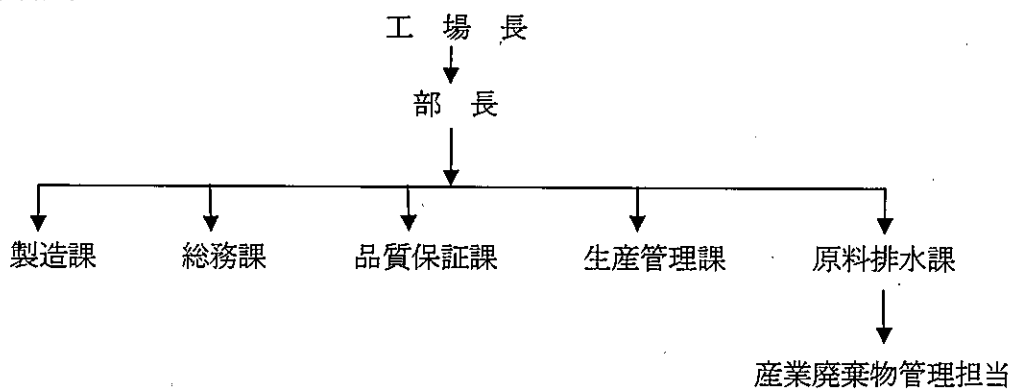 工 場 長
部 長
製造課 総務課 品質保証課 生産管理課 原料排水課
産業廃棄物管理担当